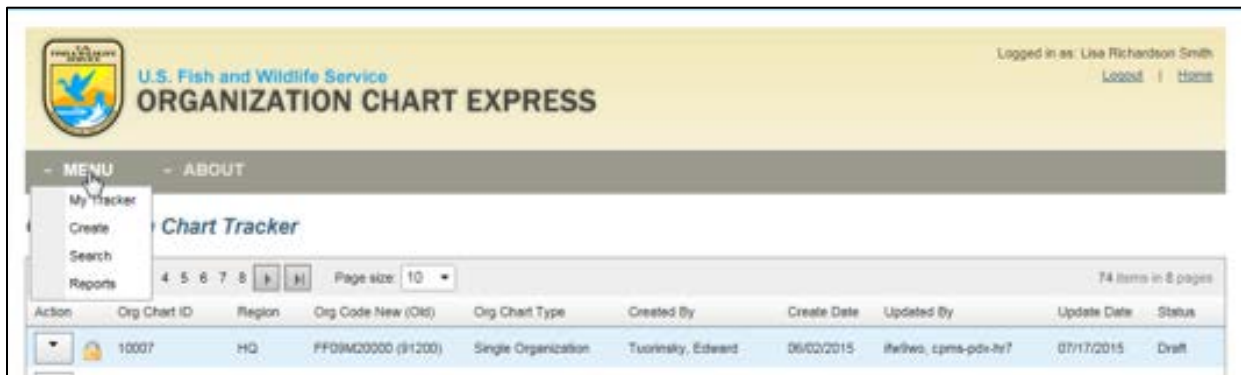 Logged in as: Lisa Richardson Smith
U.S. Fish and Wildlife Service
Logout | Home
ORGANIZATION CHART EXPRESS
MENU ABOUT
My Tracker
Create
Chart Tracker
Search
Reports
4 5 6 7 8 Page size: 10 74 items in 8 pages
Action Org Chart ID Region Org Code New (Old) Org Chart Type Created By Create Date Updated By Update Date Status
10007 HQ FF09M20000 (91200) Single Organization Tuorinsky, Edward 06/02/2015 07/17/2015 Draft